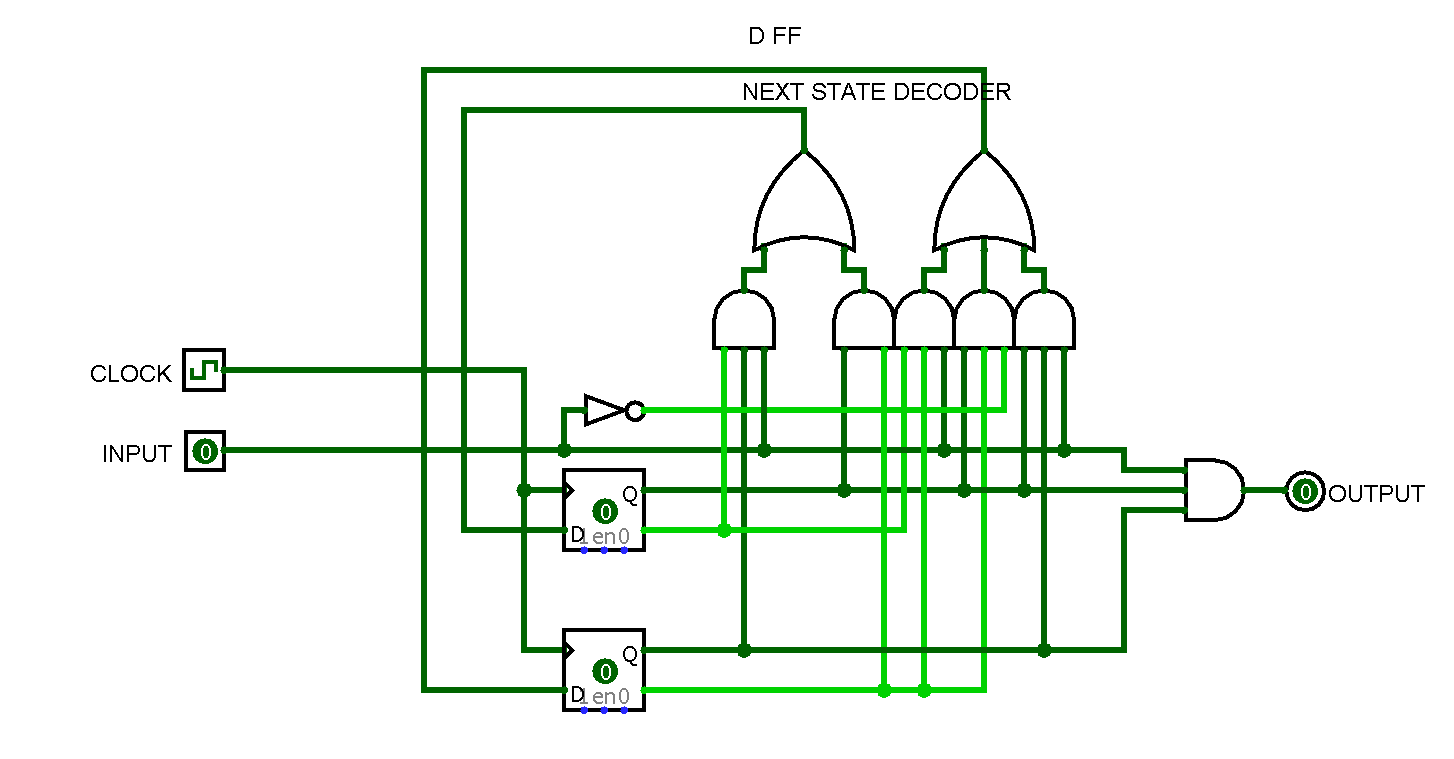 D FF
NEXT STATE DECODER
CLOCK
INPUT 0
Q
0
D 1 en 0
0 OUTPUT
Q
0
D 1 en 0